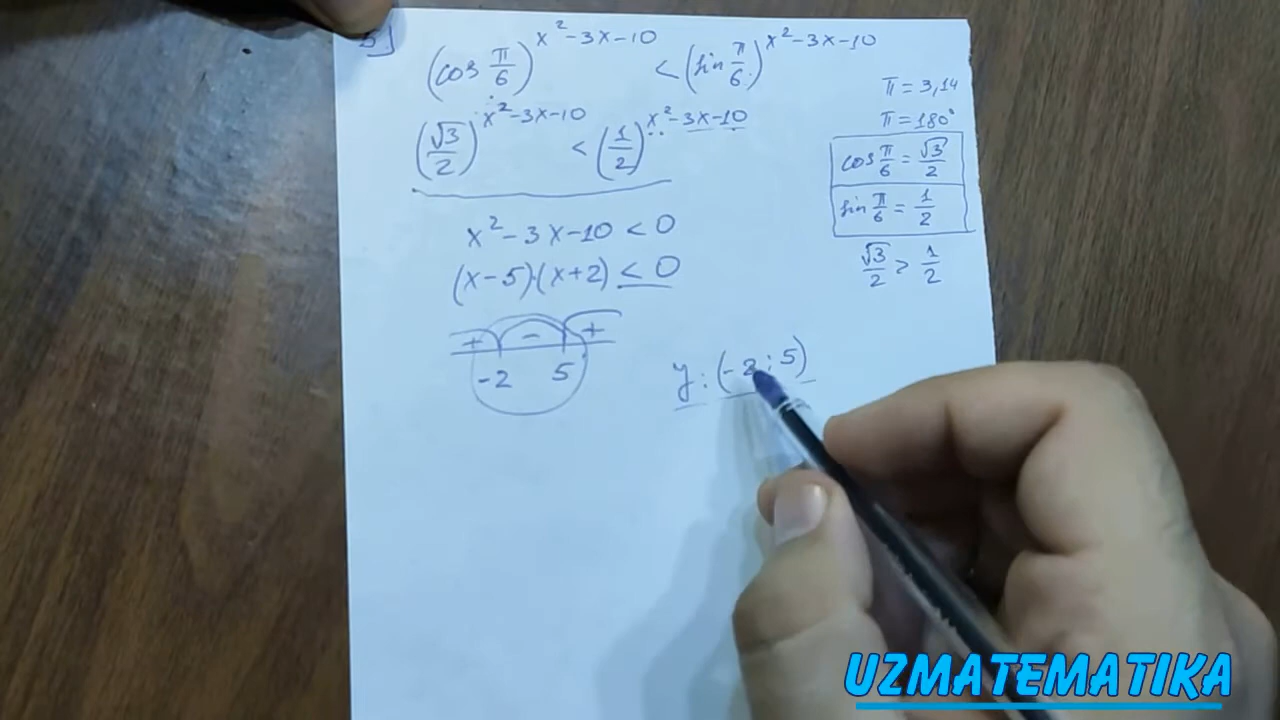 б)
(cos π/6)^(x²-3x-10) < (sin π/6)^(x²-3x-10)
(√3/2)^(x²-3x-10) < (1/2)^(x²-3x-10)
x²-3x-10 < 0
(x-5)·(x+2) < 0
+ - +
-2 5
y: (-2; 5)
π = 3,14
π = 180°
cos π/6 = √3/2
sin π/6 = 1/2
√3/2 > 1/2
UZMATEMATIKA